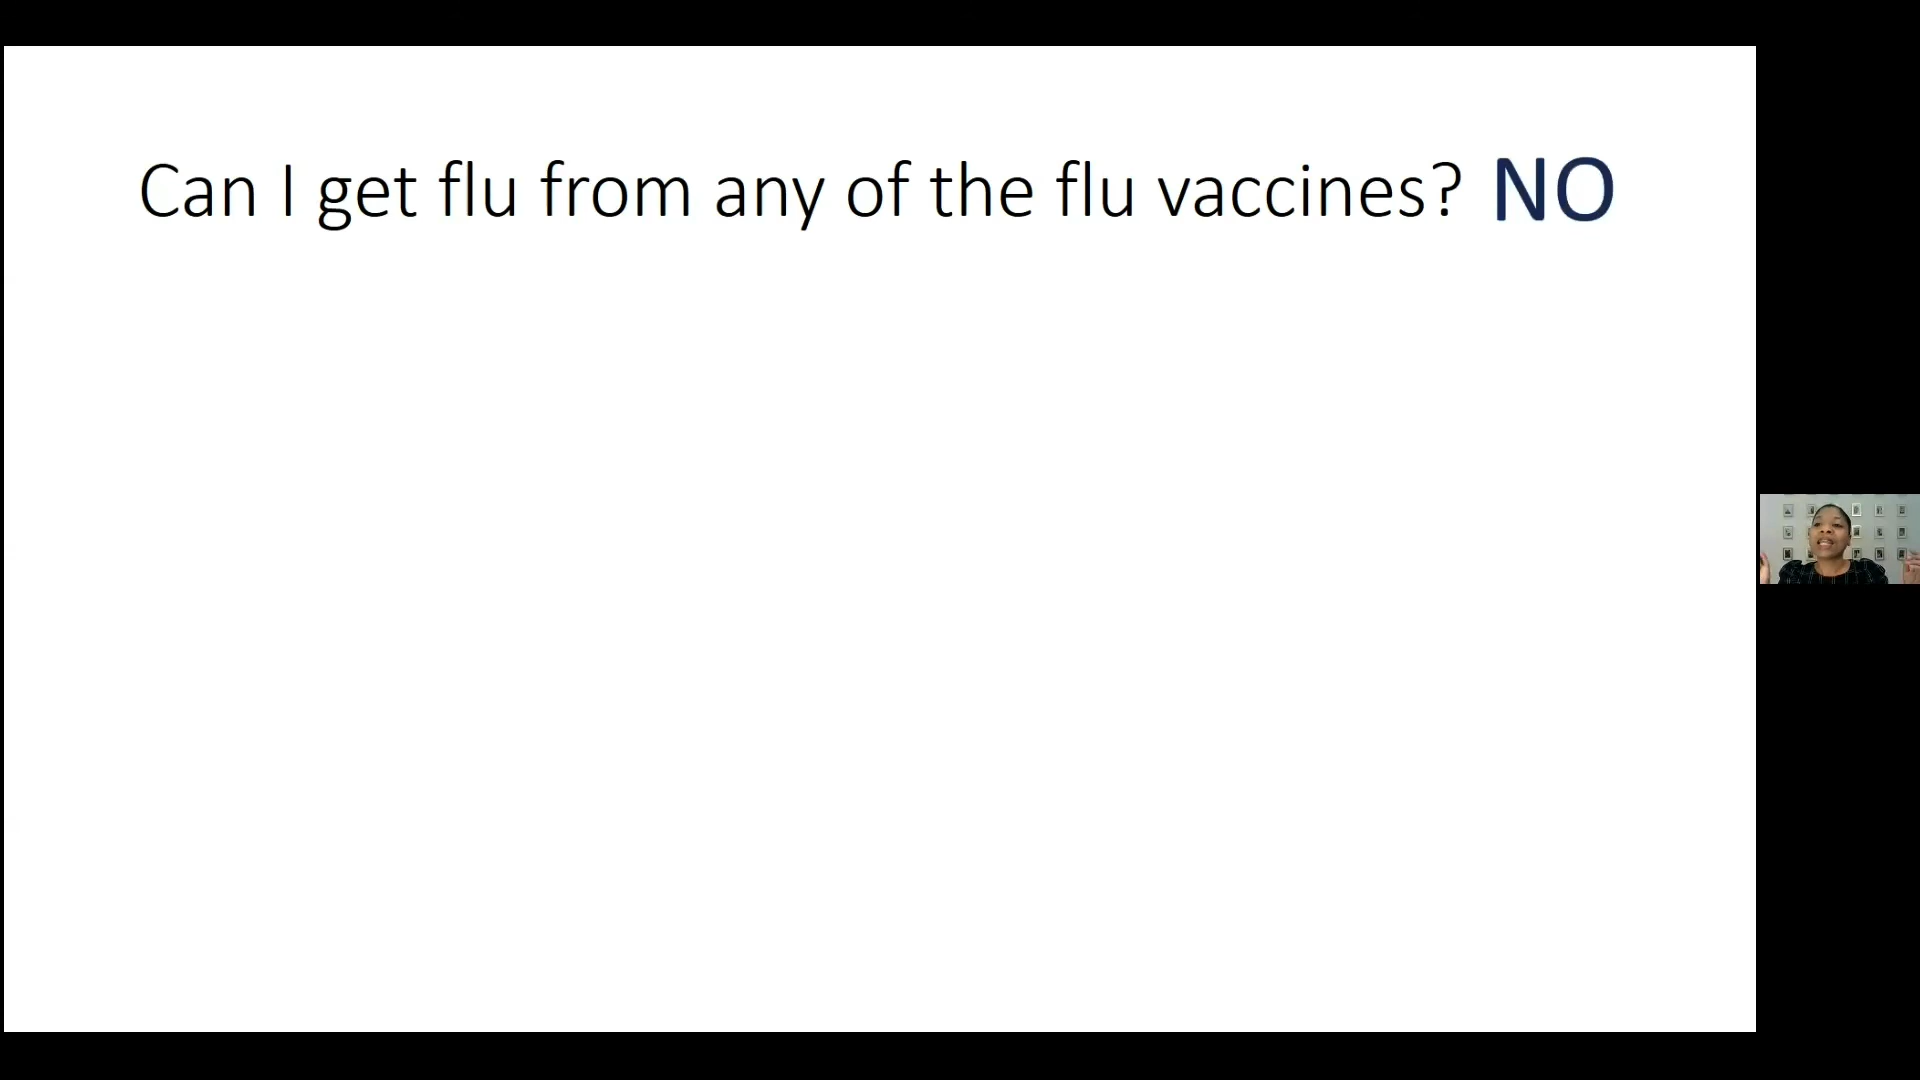 Can I get flu from any of the flu vaccines? NO